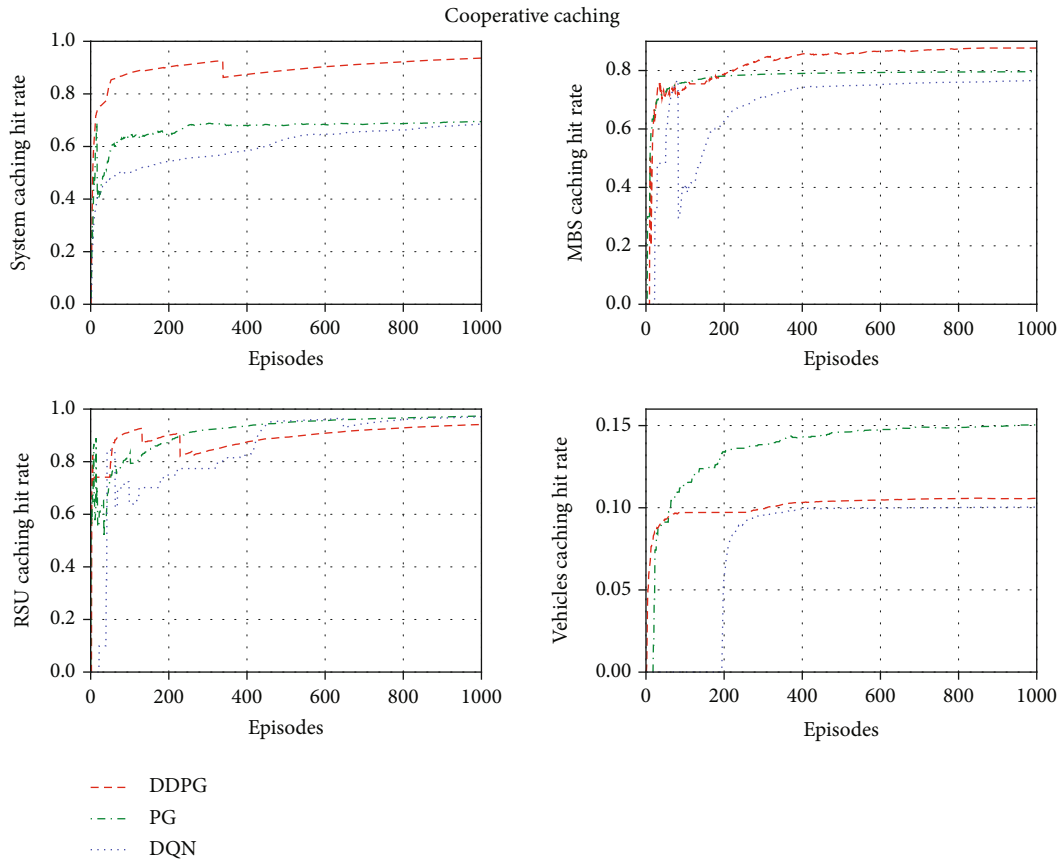 Cooperative caching
System caching hit rate
1.0
0.8
0.6
0.4
0.2
0.0
0 200 400 600 800 1000
Episodes
MBS caching hit rate
0.8
0.6
0.4
0.2
0.0
0 200 400 600 800 1000
Episodes
RSU caching hit rate
1.0
0.8
0.6
0.4
0.2
0.0
0 200 400 600 800 1000
Episodes
Vehicles caching hit rate
0.15
0.10
0.05
0.00
0 200 400 600 800 1000
Episodes
DDPG
PG
DQN